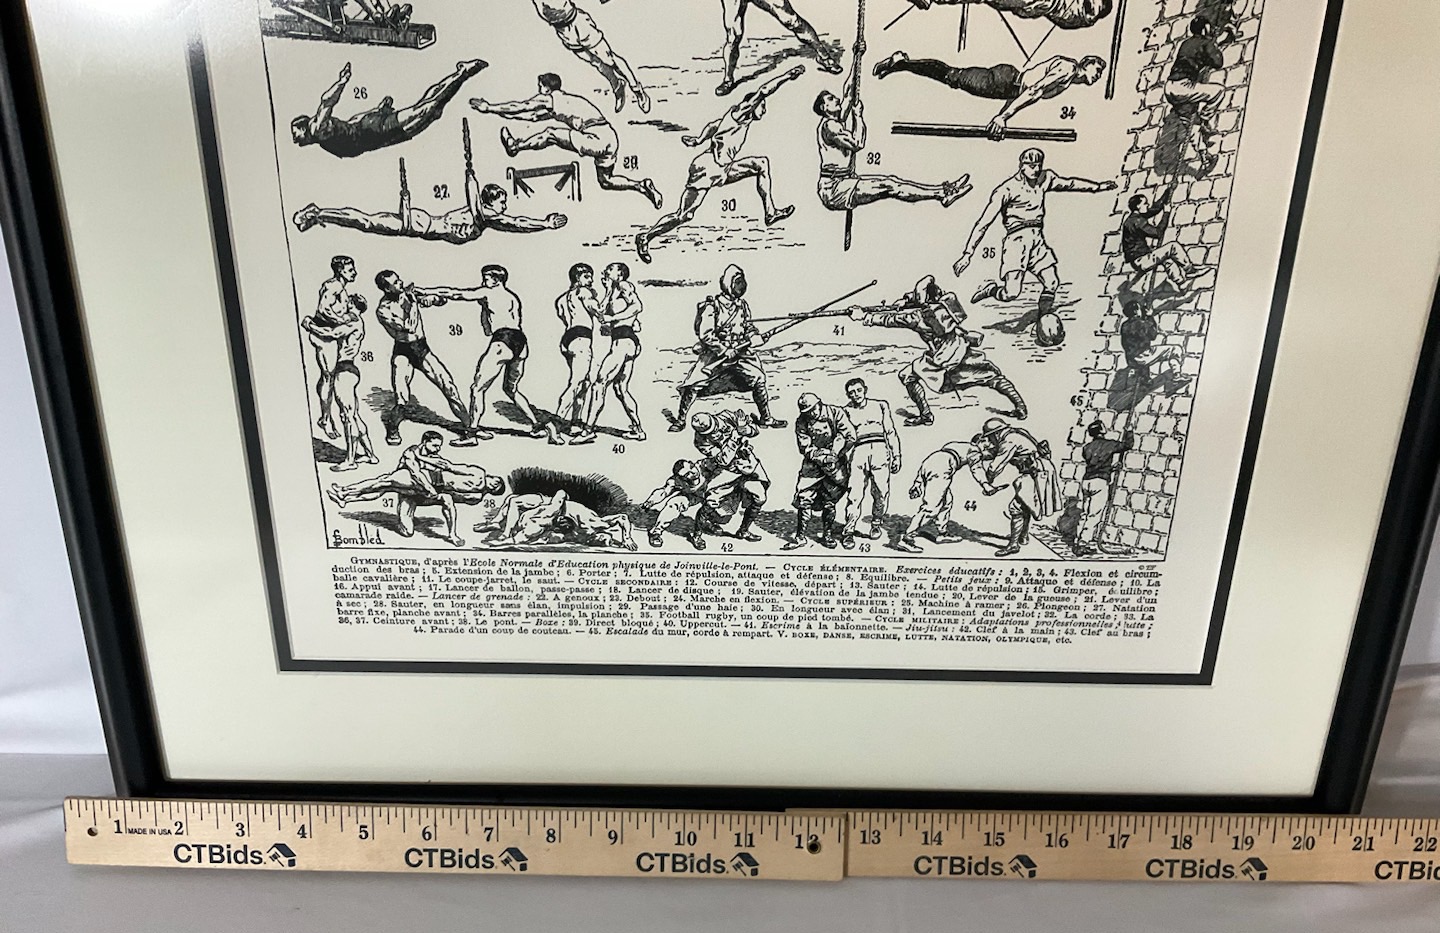 26
34
29
32
27
30
35
39
41
36
45
40
37
38
44
42
43
Bombled
GYMNASTIQUE, d'après l'Ecole Normale d'Education physique de Joinville-le-Pont. — CYCLE ÉLÉMENTAIRE. Exercices éducatifs : 1, 2, 3, 4. Flexion et circum-
duction des bras ; 5. Extension de la jambe ; 6. Porter ; 7. Lutte de répulsion, attaque et défense ; 8. Equilibre. — Petits jeux : 9. Attaque et défense ; 10. La
balle cavalière ; 11. Le coupe-jarret, le saut. — CYCLE SECONDAIRE : 12. Course de vitesse, départ ; 13. Sauter ; 14. Lutte de répulsion ; 15. Grimper, équilibre ;
16. Appui avant ; 17. Lancer de ballon, passe-passe ; 18. Lancer de disque ; 19. Sauter, élévation de la jambe tendue ; 20. Lever de la gueuse ; 21. Lever d'un
camarade raide. — Lancer de grenade : 22. A genoux ; 23. Debout ; 24. Marche en flexion. — CYCLE SUPÉRIEUR : 25. Machine à ramer ; 26. Plongeon ; 27. Natation
à sec ; 28. Sauter, en longueur sans élan, impulsion ; 29. Passage d'une haie ; 30. En longueur avec élan ; 31. Lancement du javelot ; 32. La corde ; 33. La
barre fixe, planche avant ; 34. Barres parallèles, la planche ; 35. Football rugby, un coup de pied tombé. — CYCLE MILITAIRE : Adaptations professionnelles, lutte ;
36, 37. Ceinture avant ; 38. Le pont. — Boxe : 39. Direct bloqué ; 40. Uppercut. — 41. Escrime à la baïonnette. — Jiu-jitsu : 42. Clef à la main ; 43. Clef au bras ;
44. Parade d'un coup de couteau. — 45. Escalade du mur, corde à rempart. V. BOXE, DANSE, ESCRIME, LUTTE, NATATION, OLYMPIQUE, etc.
1 MADE IN USA 2 3 4 5 6 7 8 9 10 11 12 13 14 15 16 17 18 19 20 21 22
CTBids. CTBids. CTBids. CTBids. CTBids. CTBi